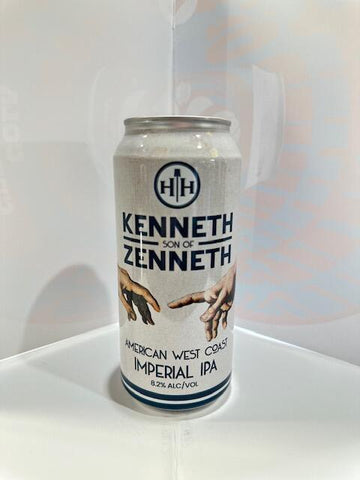 HH
KENNETH
SON OF
ZENNETH
AMERICAN WEST COAST
IMPERIAL IPA
8.2% ALC/VOL